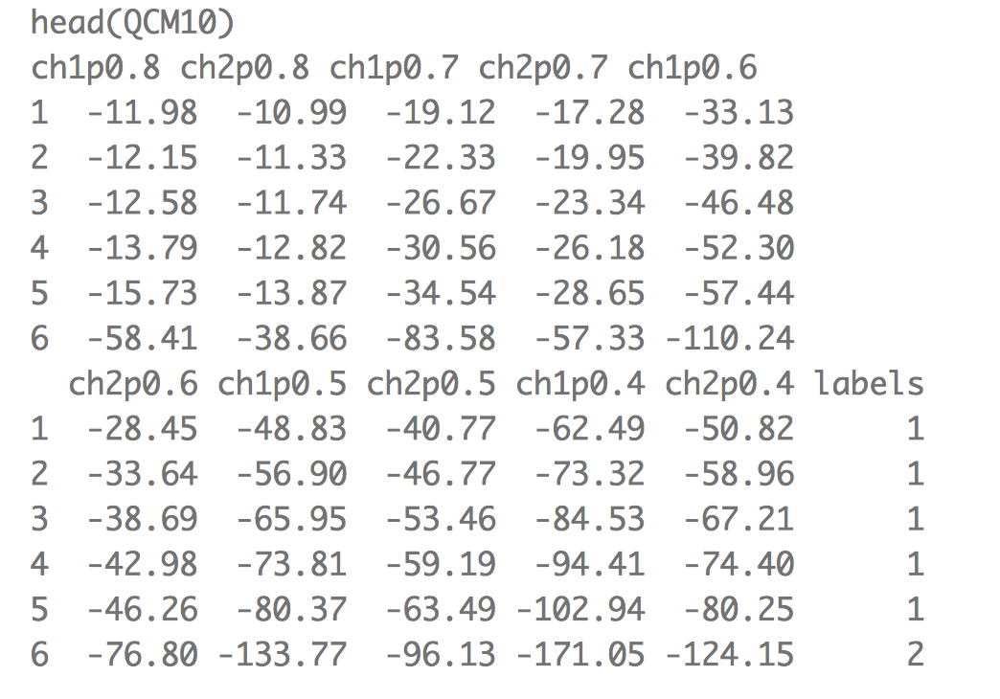 head(QCM10)
ch1p0.8 ch2p0.8 ch1p0.7 ch2p0.7 ch1p0.6
1 -11.98 -10.99 -19.12 -17.28 -33.13
2 -12.15 -11.33 -22.33 -19.95 -39.82
3 -12.58 -11.74 -26.67 -23.34 -46.48
4 -13.79 -12.82 -30.56 -26.18 -52.30
5 -15.73 -13.87 -34.54 -28.65 -57.44
6 -58.41 -38.66 -83.58 -57.33 -110.24
ch2p0.6 ch1p0.5 ch2p0.5 ch1p0.4 ch2p0.4 labels
1 -28.45 -48.83 -40.77 -62.49 -50.82 1
2 -33.64 -56.90 -46.77 -73.32 -58.96 1
3 -38.69 -65.95 -53.46 -84.53 -67.21 1
4 -42.98 -73.81 -59.19 -94.41 -74.40 1
5 -46.26 -80.37 -63.49 -102.94 -80.25 1
6 -76.80 -133.77 -96.13 -171.05 -124.15 2